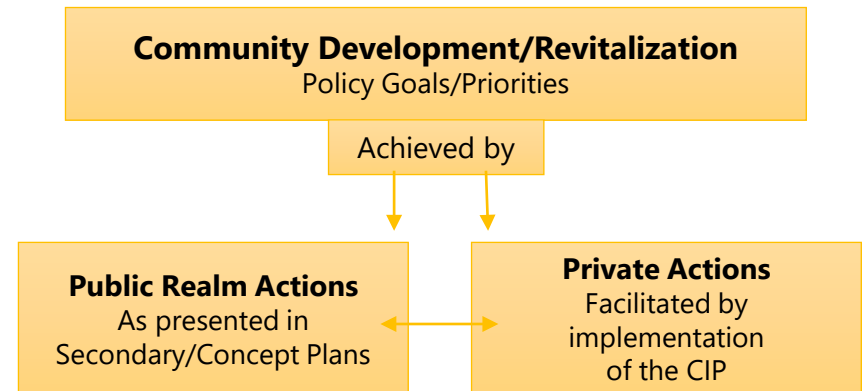 Community Development/Revitalization
Policy Goals/Priorities
Achieved by
Public Realm Actions
As presented in
Secondary/Concept Plans
Private Actions
Facilitated by
implementation
of the CIP